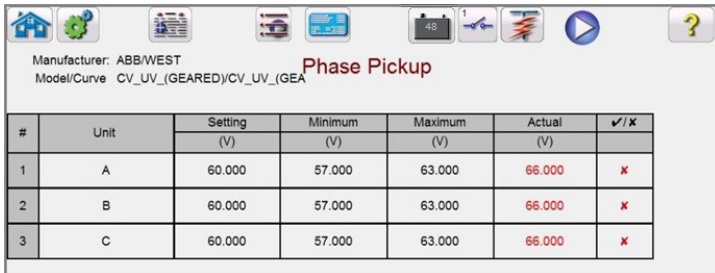 48
1
?
Manufacturer: ABB/WEST
Phase Pickup
Model/Curve CV_UV_(GEARED)/CV_UV_(GEA
# Unit Setting Minimum Maximum Actual ✔/✘
(V) (V) (V) (V)
1 A 60.000 57.000 63.000 66.000 ✘
2 B 60.000 57.000 63.000 66.000 ✘
3 C 60.000 57.000 63.000 66.000 ✘